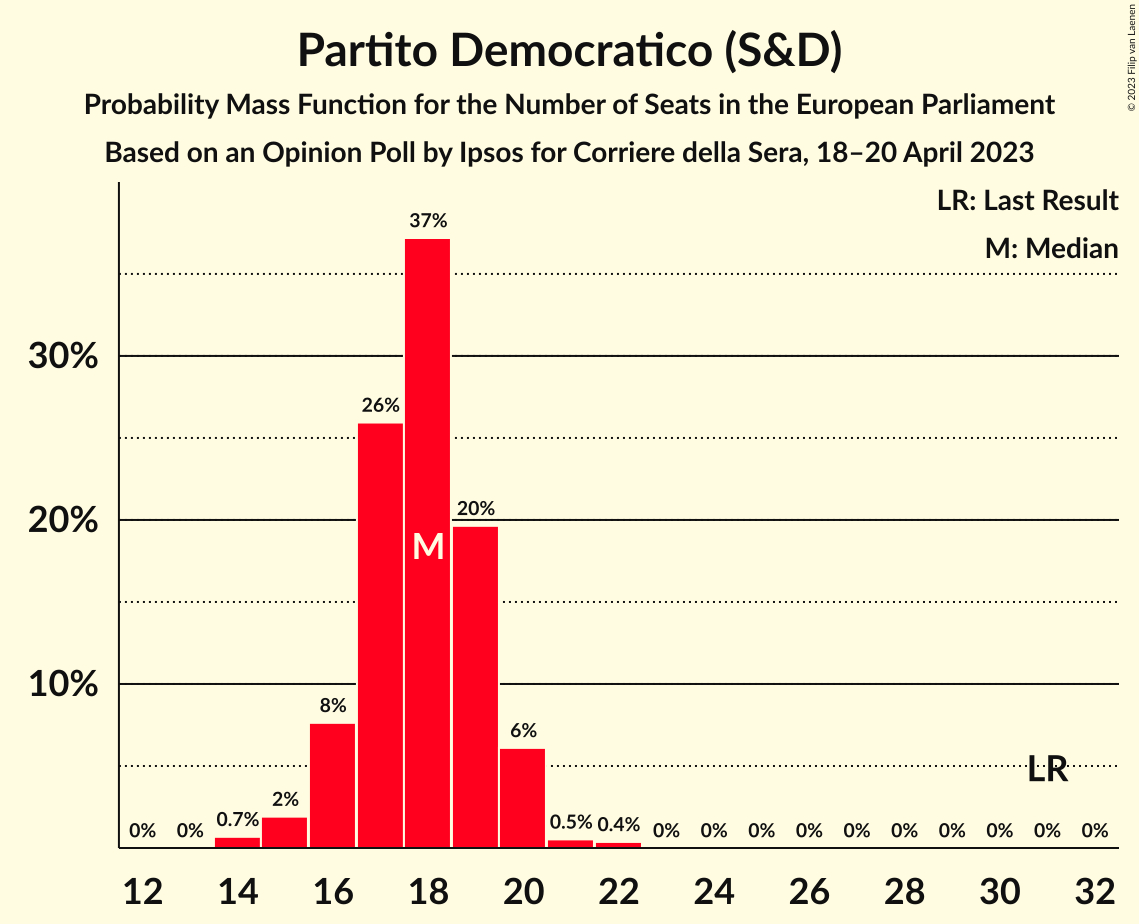 Partito Democratico (S&D)
Probability Mass Function for the Number of Seats in the European Parliament
Based on an Opinion Poll by Ipsos for Corriere della Sera, 18–20 April 2023
© 2023 Filip van Laenen
LR: Last Result
M: Median
37%
30%
26%
20%
20%
M
10%
8%
6%
LR
0% 0% 0.7% 2% 0.5% 0.4% 0% 0% 0% 0% 0% 0% 0% 0% 0% 0%
12 14 16 18 20 22 24 26 28 30 32